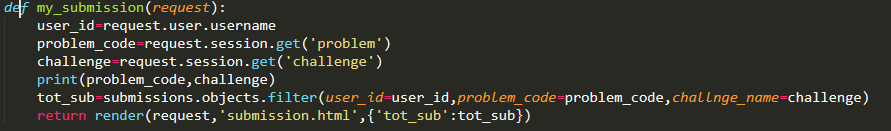 def my_submission(request):
    user_id=request.user.username
    problem_code=request.session.get('problem')
    challenge=request.session.get('challenge')
    print(problem_code,challenge)
    tot_sub=submissions.objects.filter(user_id=user_id,problem_code=problem_code,challnge_name=challenge)
    return render(request,'submission.html',{'tot_sub':tot_sub})